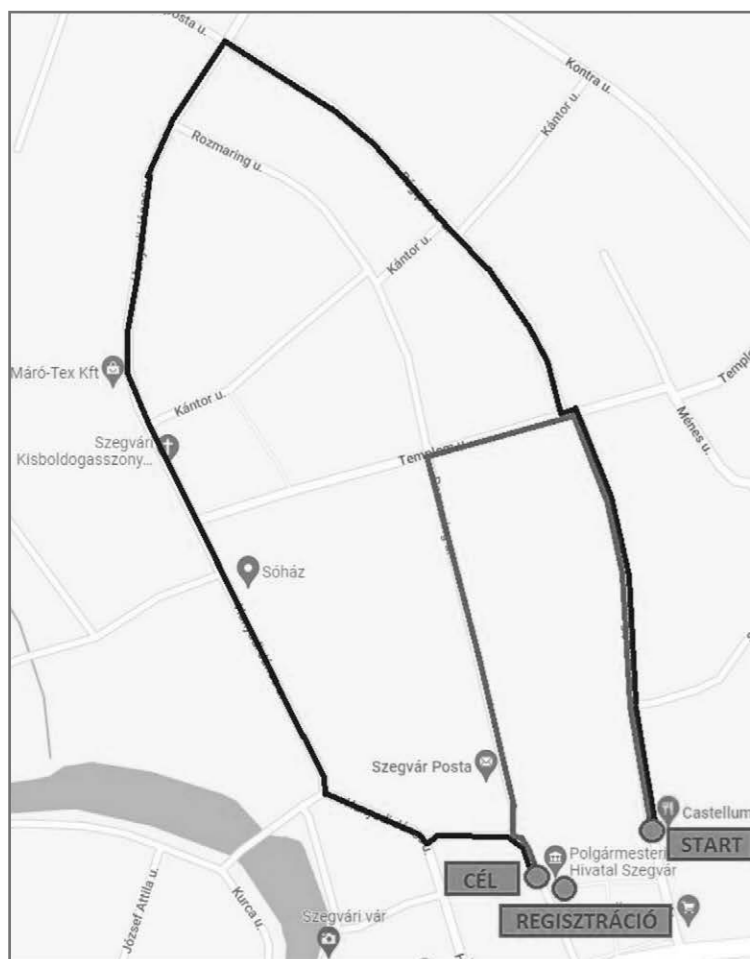 posta u.
Kontra u.
Kántor u.
Rozmaring u.
Kántor u.
Máró-Tex Kft
Kántor u.
Ménes u.
Szegvári
Kisboldogasszony...
Templom u.
Sóház
Szegvár Posta
Castellum
START
Polgármesteri
Hivatal Szegvár
CÉL
REGISZTRÁCIÓ
József Attila u.
Kurca u.
Szegvári vár